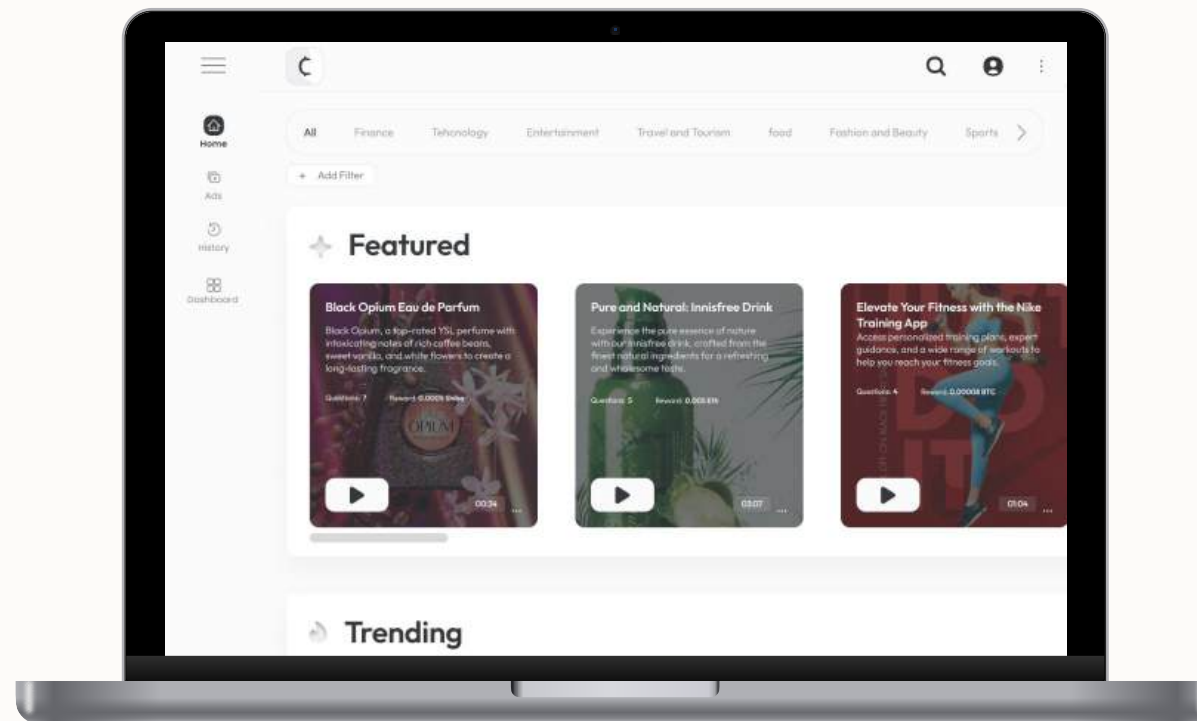 ₵
Home
Ads
History
Dashboard
All Finance Tehonology Entertainment Travel and Tourism food Fashion and Beauty Sports
+ Add Filter
Featured
Black Opium Eau de Parfum
Black Opium, a top-rated YSL perfume with
intoxicating notes of rich coffee beans,
sweet vanilla, and white flowers to create a
long-lasting fragrance.
Questions: 7 Reward:
OPIUM
00:34
Pure and Natural: Innisfree Drink
Experience the pure essence of nature
with our Innisfree drink, crafted from the
finest natural ingredients for a refreshing
and wholesome taste.
Questions: 5 Reward: 0.005 Eth
03:07
Elevate Your Fitness with the Nike
Training App
Access personalized training plans, expert
guidance, and a wide range of workouts to
help you reach your fitness goals.
Questions: 4 Reward: 0.00008 BTC
DO
IT
01:04
Trending